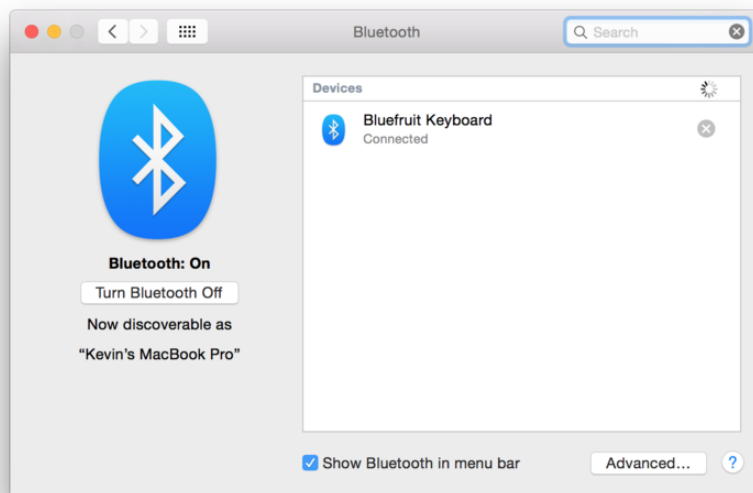 Bluetooth
Search
Bluetooth: On
Turn Bluetooth Off
Now discoverable as
“Kevin’s MacBook Pro”
Devices
Bluefruit Keyboard
Connected
Show Bluetooth in menu bar
Advanced...
?